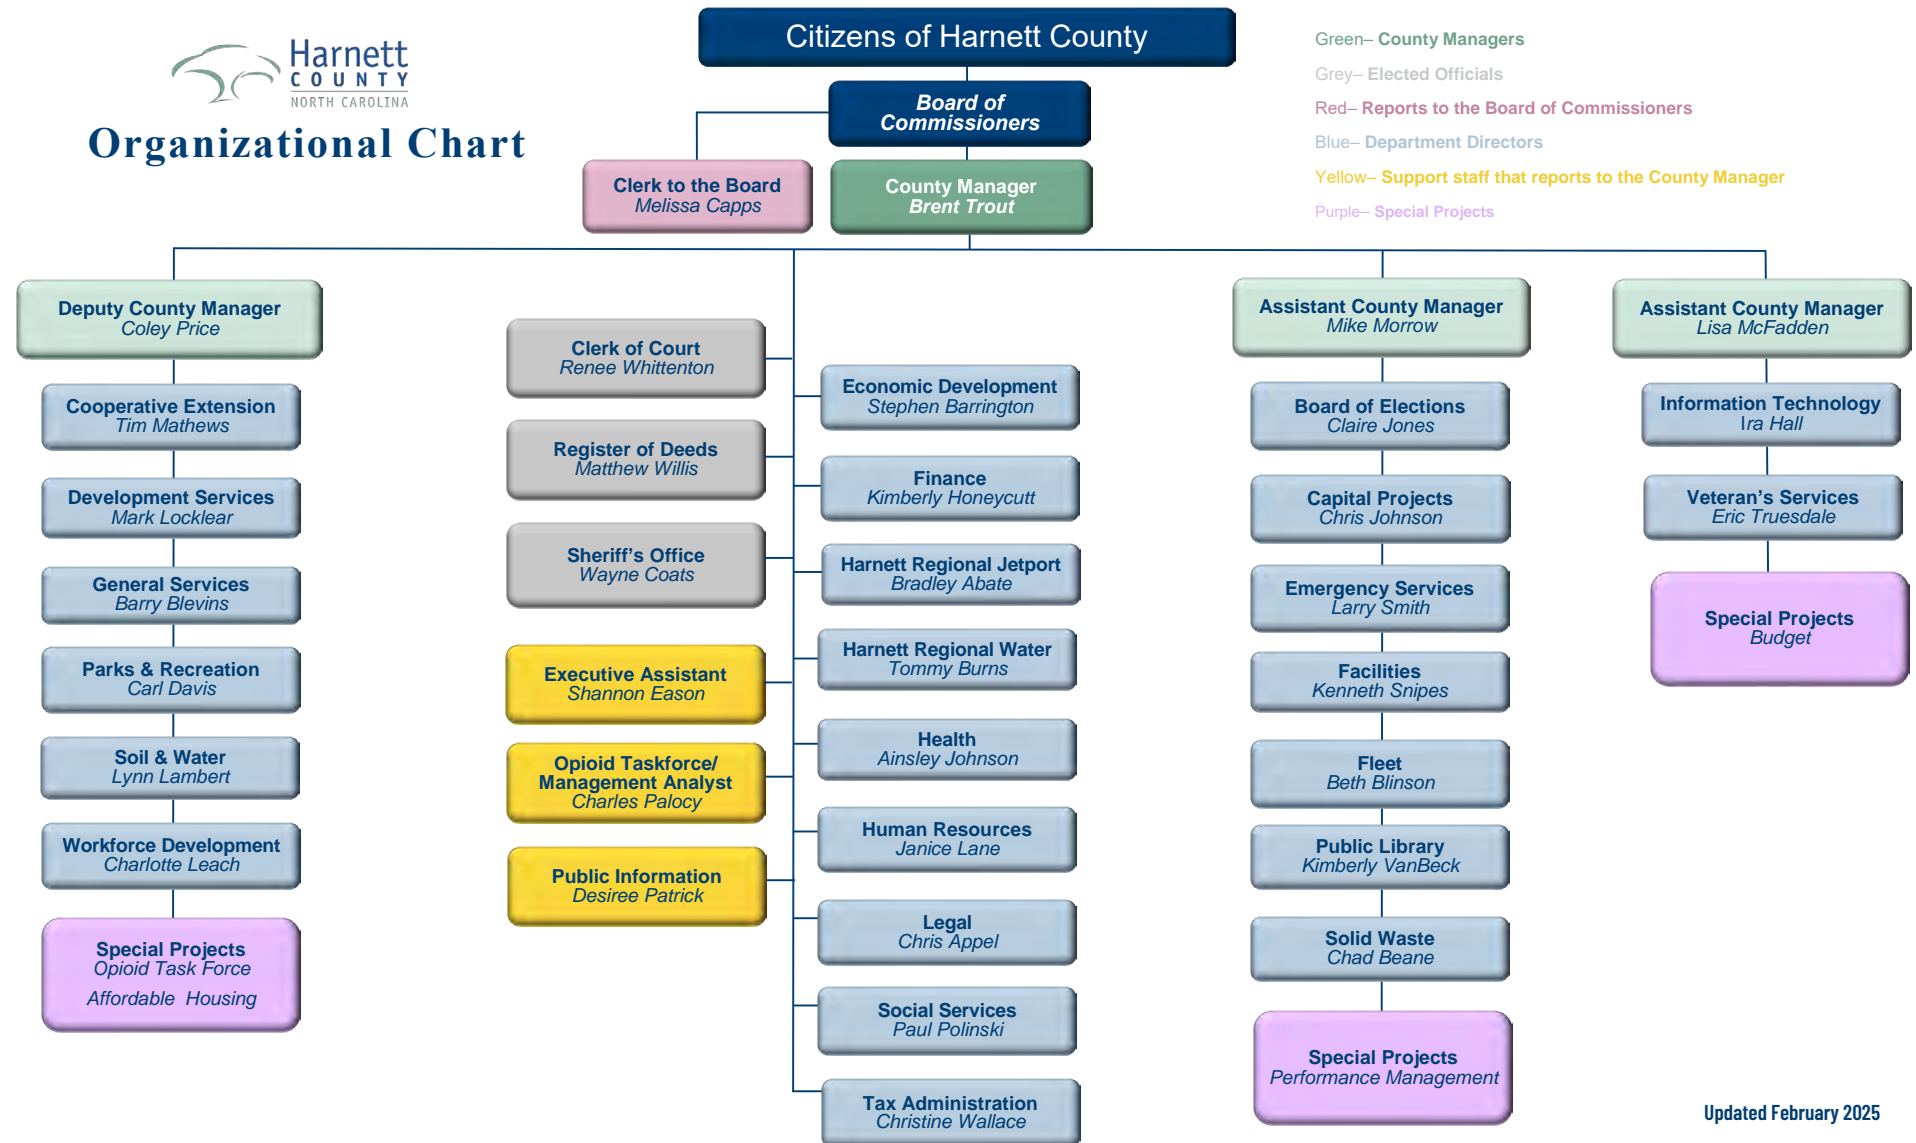 Harnett
COUNTY
NORTH CAROLINA
Organizational Chart
Citizens of Harnett County
Board of
Commissioners
Clerk to the Board
Melissa Capps
County Manager
Brent Trout
Green– County Managers
Grey– Elected Officials
Red– Reports to the Board of Commissioners
Blue– Department Directors
Yellow– Support staff that reports to the County Manager
Purple– Special Projects
Deputy County Manager
Coley Price
Cooperative Extension
Tim Mathews
Development Services
Mark Locklear
General Services
Barry Blevins
Parks & Recreation
Carl Davis
Soil & Water
Lynn Lambert
Workforce Development
Charlotte Leach
Special Projects
Opioid Task Force
Affordable Housing
Clerk of Court
Renee Whittenton
Register of Deeds
Matthew Willis
Sheriff’s Office
Wayne Coats
Executive Assistant
Shannon Eason
Opioid Taskforce/
Management Analyst
Charles Palocy
Public Information
Desiree Patrick
Economic Development
Stephen Barrington
Finance
Kimberly Honeycutt
Harnett Regional Jetport
Bradley Abate
Harnett Regional Water
Tommy Burns
Health
Ainsley Johnson
Human Resources
Janice Lane
Legal
Chris Appel
Social Services
Paul Polinski
Tax Administration
Christine Wallace
Assistant County Manager
Mike Morrow
Board of Elections
Claire Jones
Capital Projects
Chris Johnson
Emergency Services
Larry Smith
Facilities
Kenneth Snipes
Fleet
Beth Blinson
Public Library
Kimberly VanBeck
Solid Waste
Chad Beane
Special Projects
Performance Management
Assistant County Manager
Lisa McFadden
Information Technology
Ira Hall
Veteran’s Services
Eric Truesdale
Special Projects
Budget
Updated February 2025